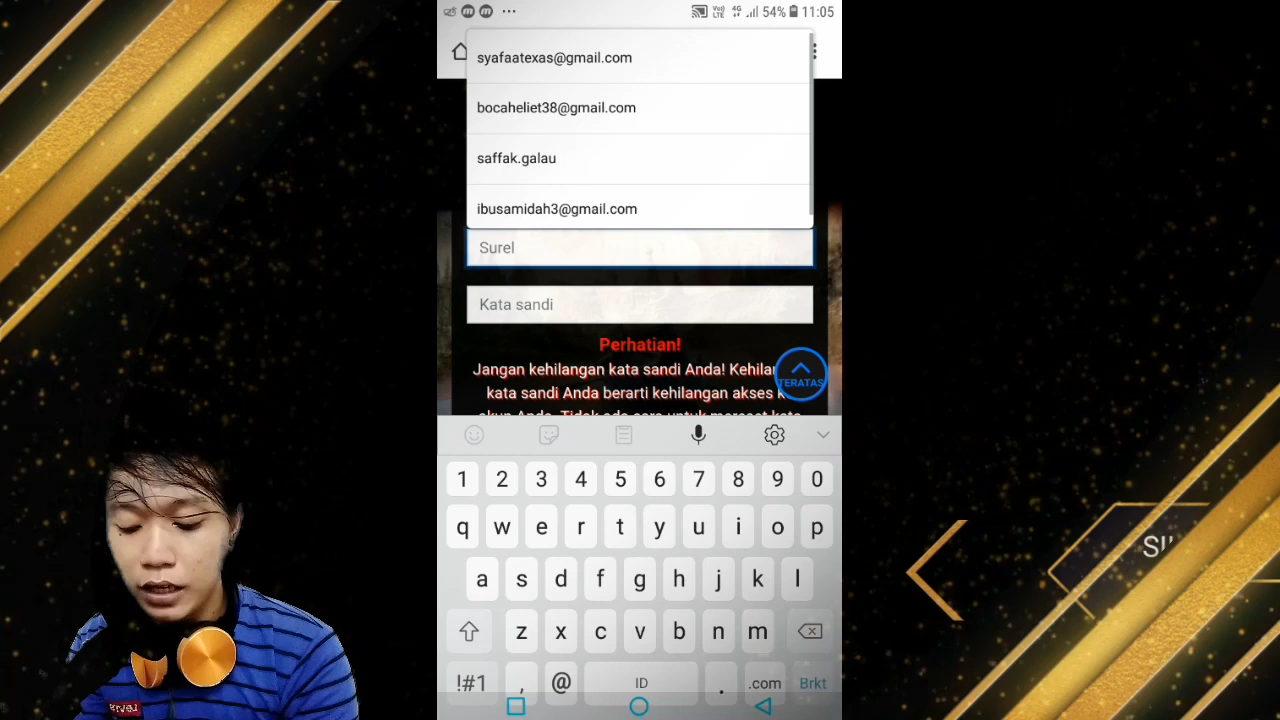 54% 11:05
syafaatexas@gmail.com
bocaheliet38@gmail.com
saffak.galau
ibusamidah3@gmail.com
Surel
Kata sandi
Perhatian!
Jangan kehilangan kata sandi Anda!
kata sandi Anda berarti kehilangan akses
TERATAS
1 2 3 4 5 6 7 8 9 0
q w e r t y u i o p
a s d f g h j k l
z x c v b n m
!#1 , @ ID . .com Brkt